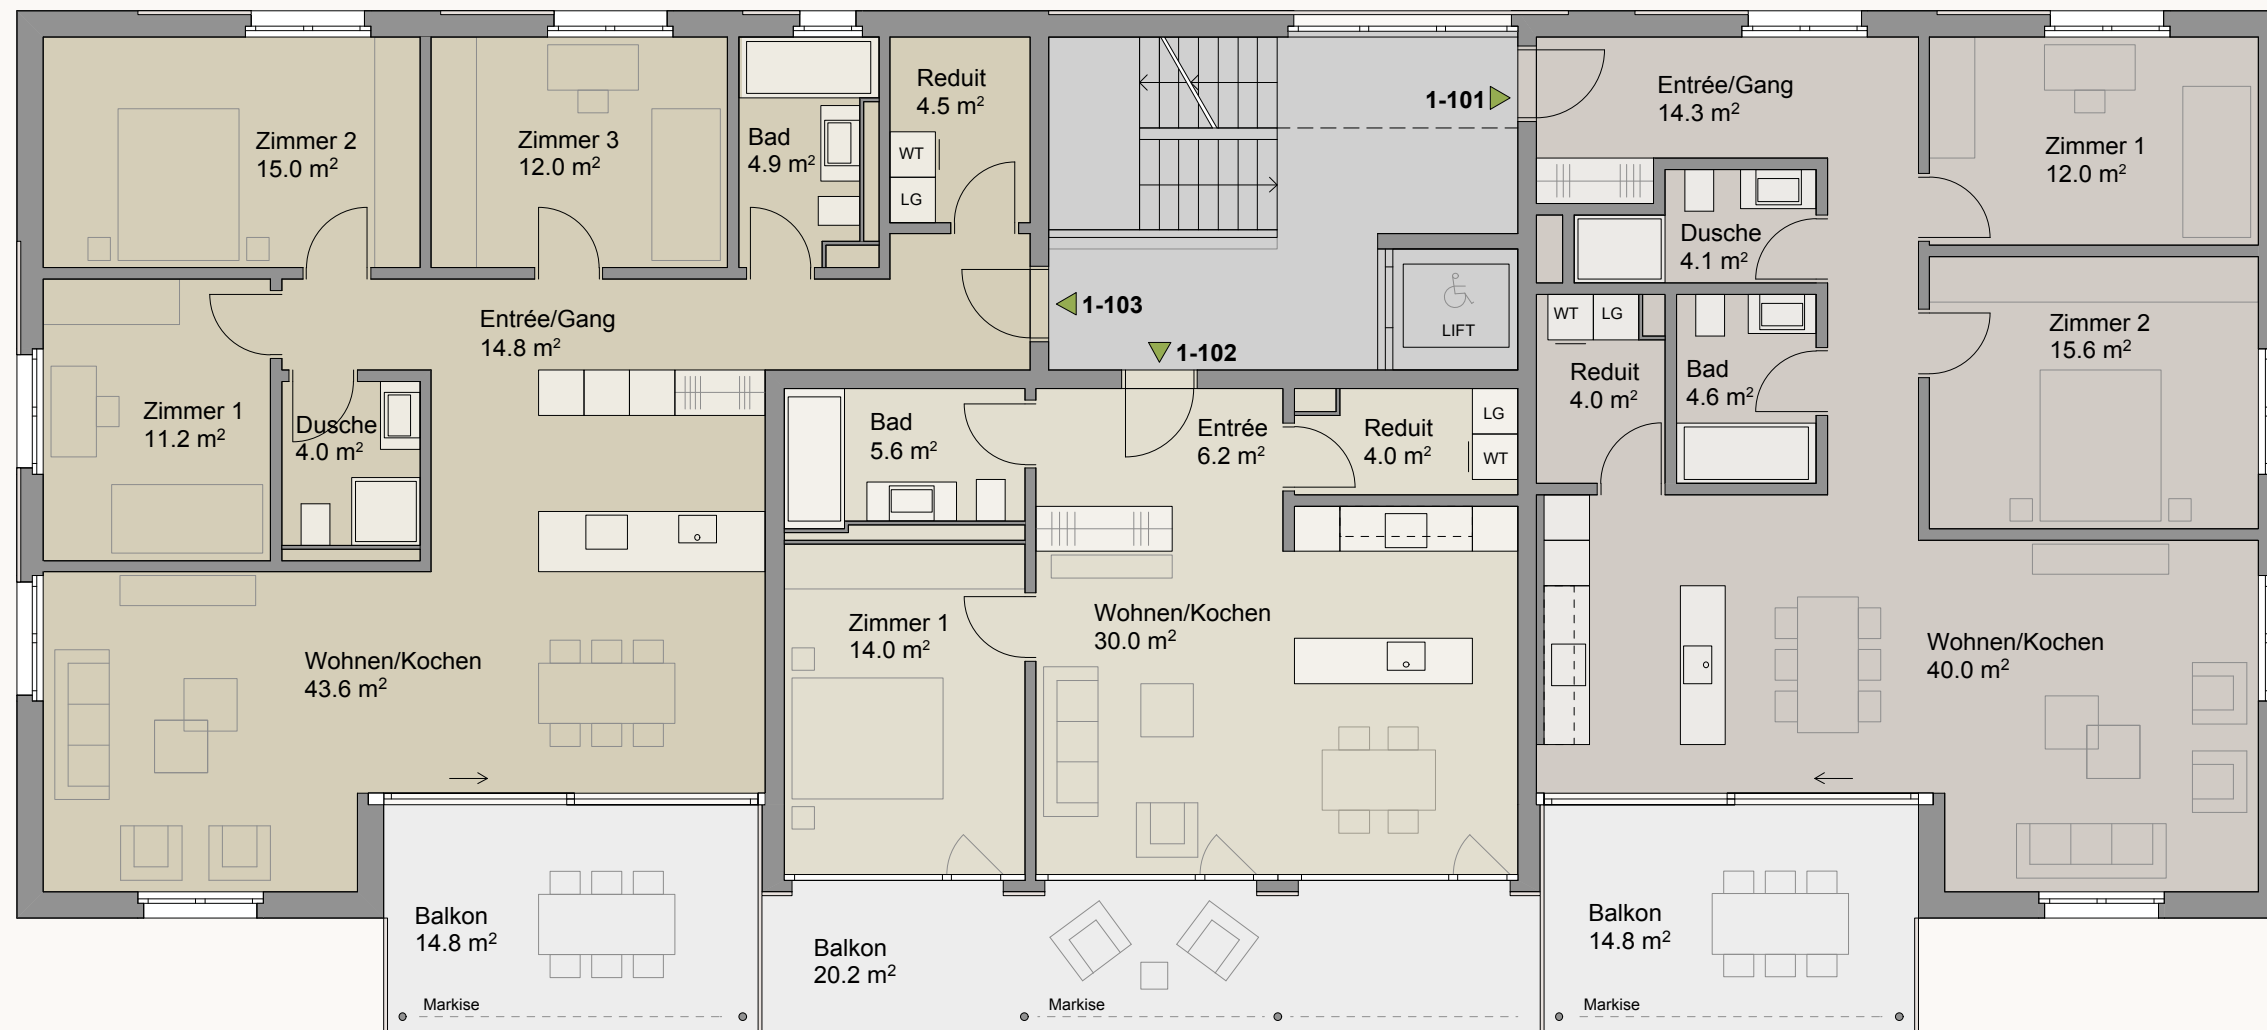 Zimmer 2
15.0 m²
Zimmer 3
12.0 m²
Bad
4.9 m²
Reduit
4.5 m²
WT
LG
1-101
Entrée/Gang
14.3 m²
Zimmer 1
12.0 m²
Dusche
4.1 m²
Entrée/Gang
14.8 m²
1-103
1-102
LIFT
WT
LG
Reduit
4.0 m²
Bad
4.6 m²
Zimmer 2
15.6 m²
Zimmer 1
11.2 m²
Dusche
4.0 m²
Bad
5.6 m²
Entrée
6.2 m²
Reduit
4.0 m²
LG
WT
Wohnen/Kochen
43.6 m²
Zimmer 1
14.0 m²
Wohnen/Kochen
30.0 m²
Wohnen/Kochen
40.0 m²
Balkon
14.8 m²
Balkon
20.2 m²
Balkon
14.8 m²
Markise
Markise
Markise